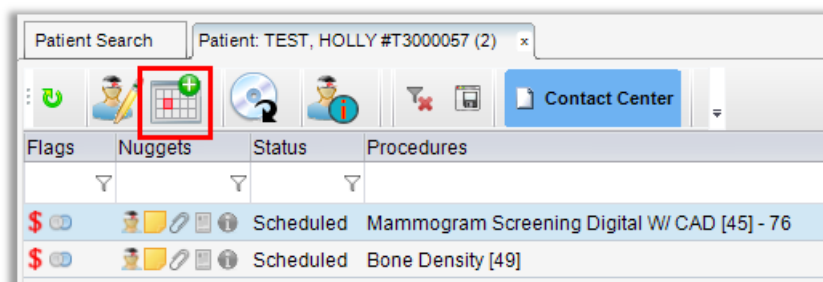 Patient Search Patient: TEST, HOLLY #T3000057 (2) x
Contact Center
Flags Nuggets Status Procedures
$ Scheduled Mammogram Screening Digital W/ CAD [45] - 76
$ Scheduled Bone Density [49]